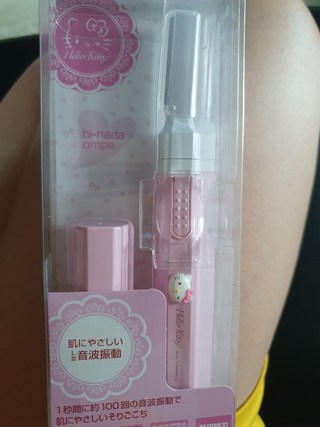 Hello Kitty
bi-hada
ompa
Hello Kitty
肌にやさしい
L型音波振動
1秒間に約100回の音波振動で
肌にやさしいそりごこち